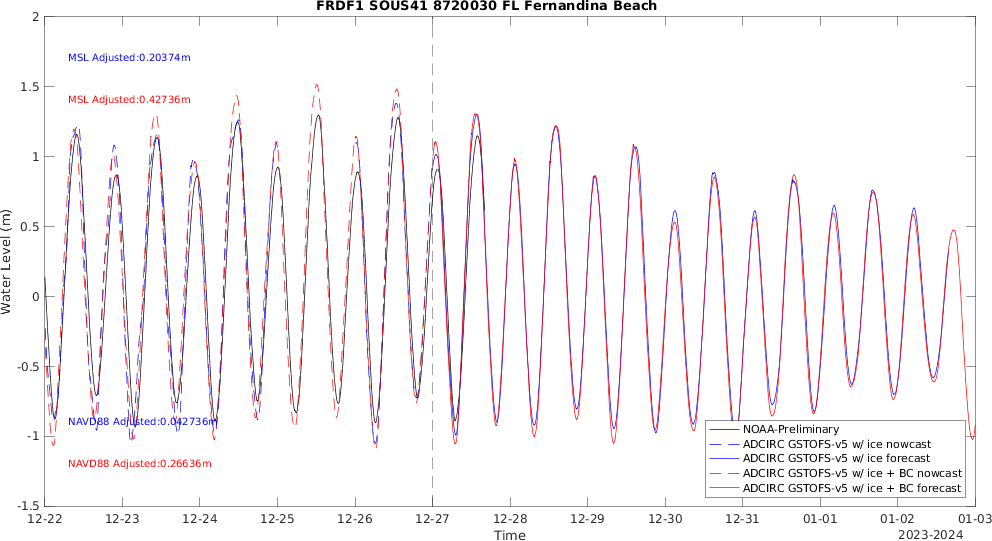 FRDF1 SOUS41 8720030 FL Fernandina Beach
2
1.5
1
0.5
0
-0.5
-1
-1.5
Water Level (m)
MSL Adjusted:0.20374m
MSL Adjusted:0.42736m
NAVD88 Adjusted:0.042736m
NAVD88 Adjusted:0.26636m
NOAA-Preliminary
ADCIRC GSTOFS-v5 w/ ice nowcast
ADCIRC GSTOFS-v5 w/ ice forecast
ADCIRC GSTOFS-v5 w/ ice + BC nowcast
ADCIRC GSTOFS-v5 w/ ice + BC forecast
12-22 12-23 12-24 12-25 12-26 12-27 12-28 12-29 12-30 12-31 01-01 01-02 01-03
Time
2023-2024